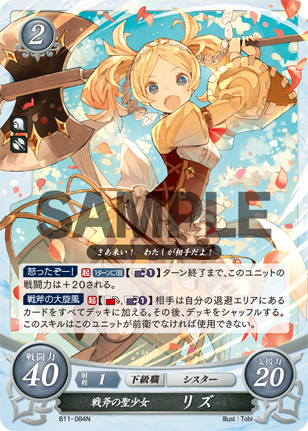 2
SAMPLE
さあ来い! わたしが相手だよ!
怒ったぞー! 起 1ターンに1回 【1】ターン終了まで、このユニットの
戦闘力は+20される。
戦斧の大旋風 起 【、1】相手は自分の退避エリアにある
カードをすべてデッキに加える。その後、デッキをシャッフルする。
このスキルはこのユニットが前衛でなければ使用できない。
戦闘力
40
射程 1 下級職 シスター
支援力
20
戦斧の聖少女 リズ
B11-084N
Illust : Tobi